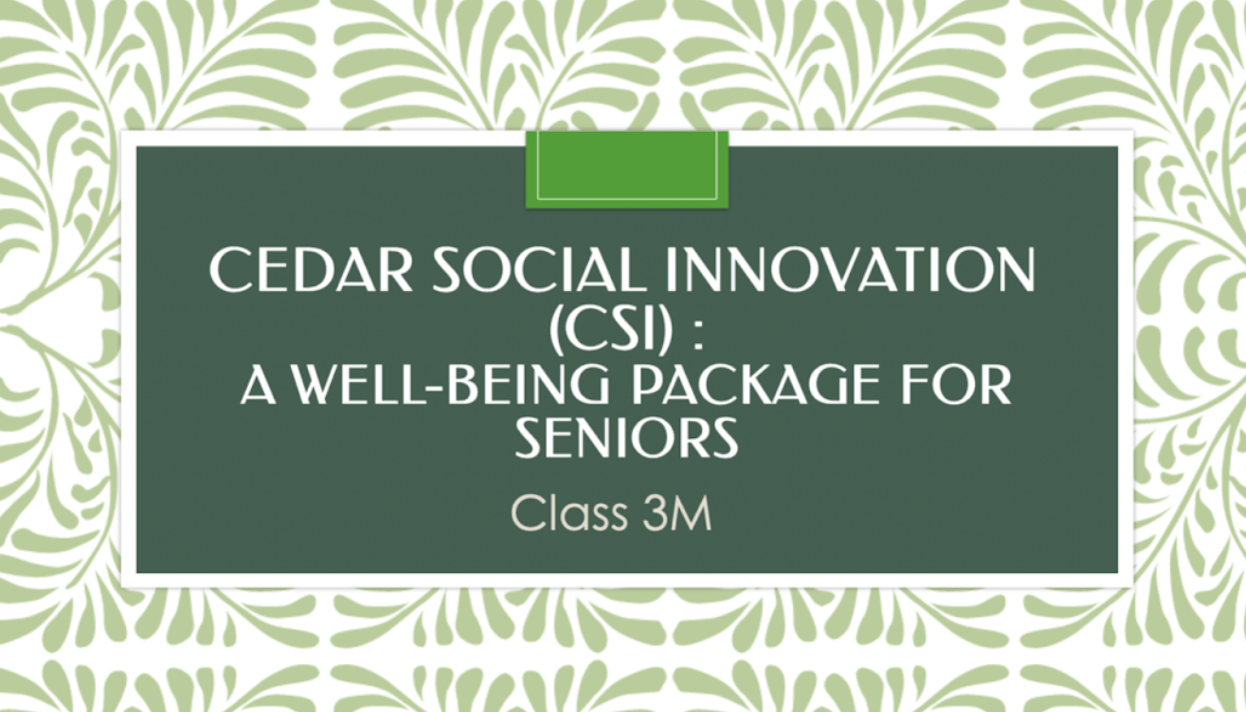 CEDAR SOCIAL INNOVATION
(CSI) :
A WELL-BEING PACKAGE FOR
SENIORS
Class 3M